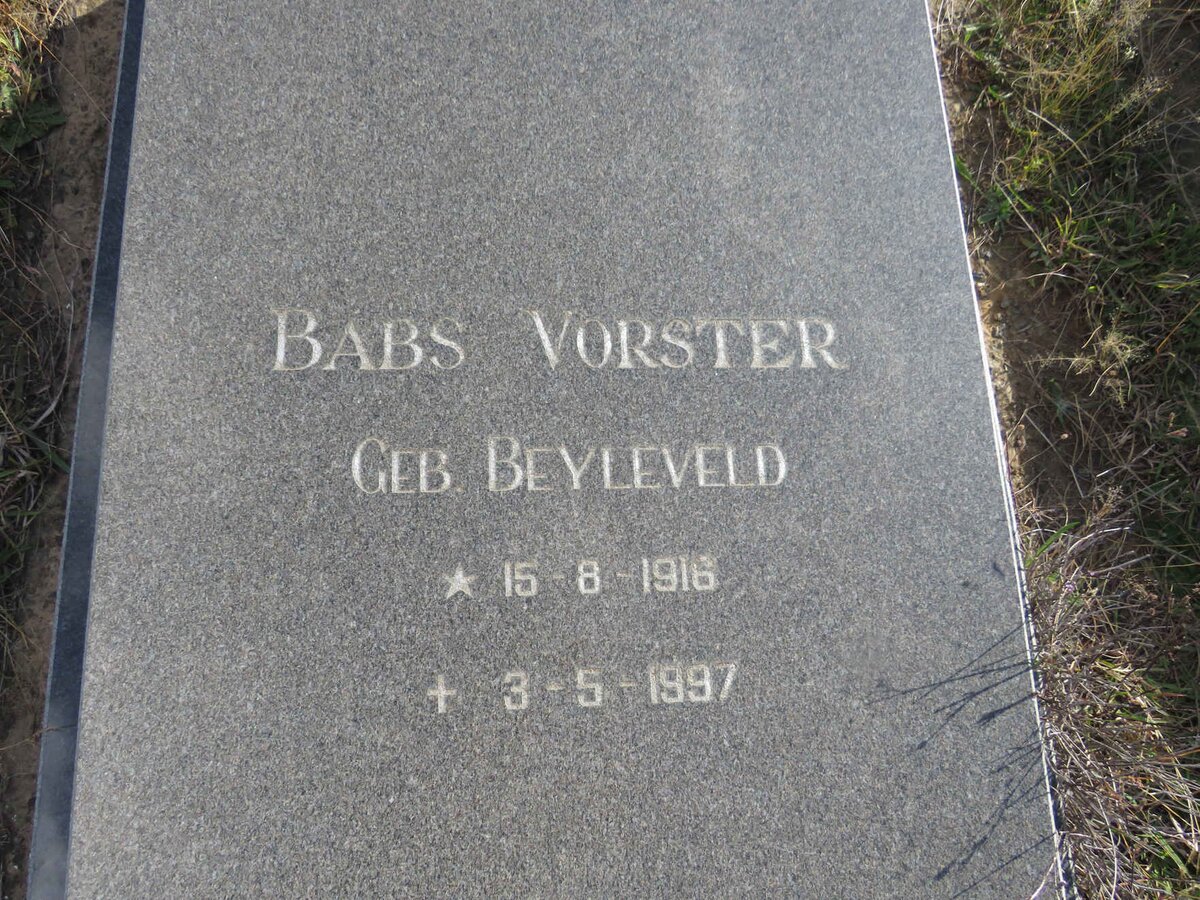 BABS VORSTER
GEB. BEYLEVELD
★ 15-8-1916
✝ 3-5-1997